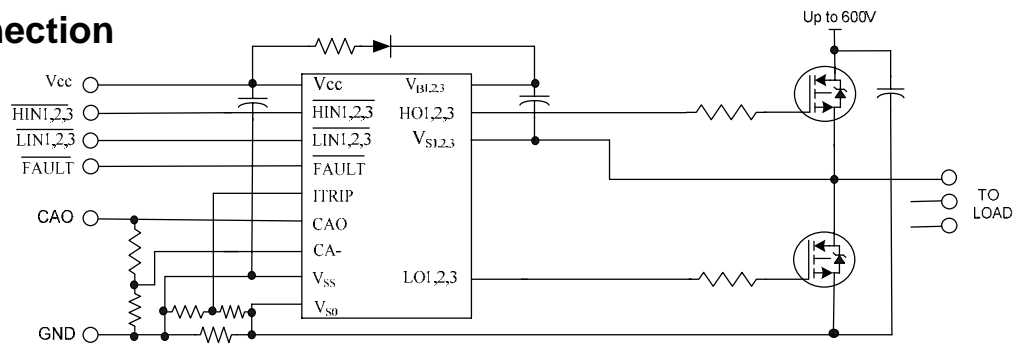 nection
Up to 600V
Vcc
HIN1,2,3
LIN1,2,3
FAULT
CAO
GND
Vcc
HIN1,2,3
LIN1,2,3
FAULT
ITRIP
CAO
CA-
VSS
VS0
VB1,2,3
HO1,2,3
VS1,2,3
LO1,2,3
TO
LOAD